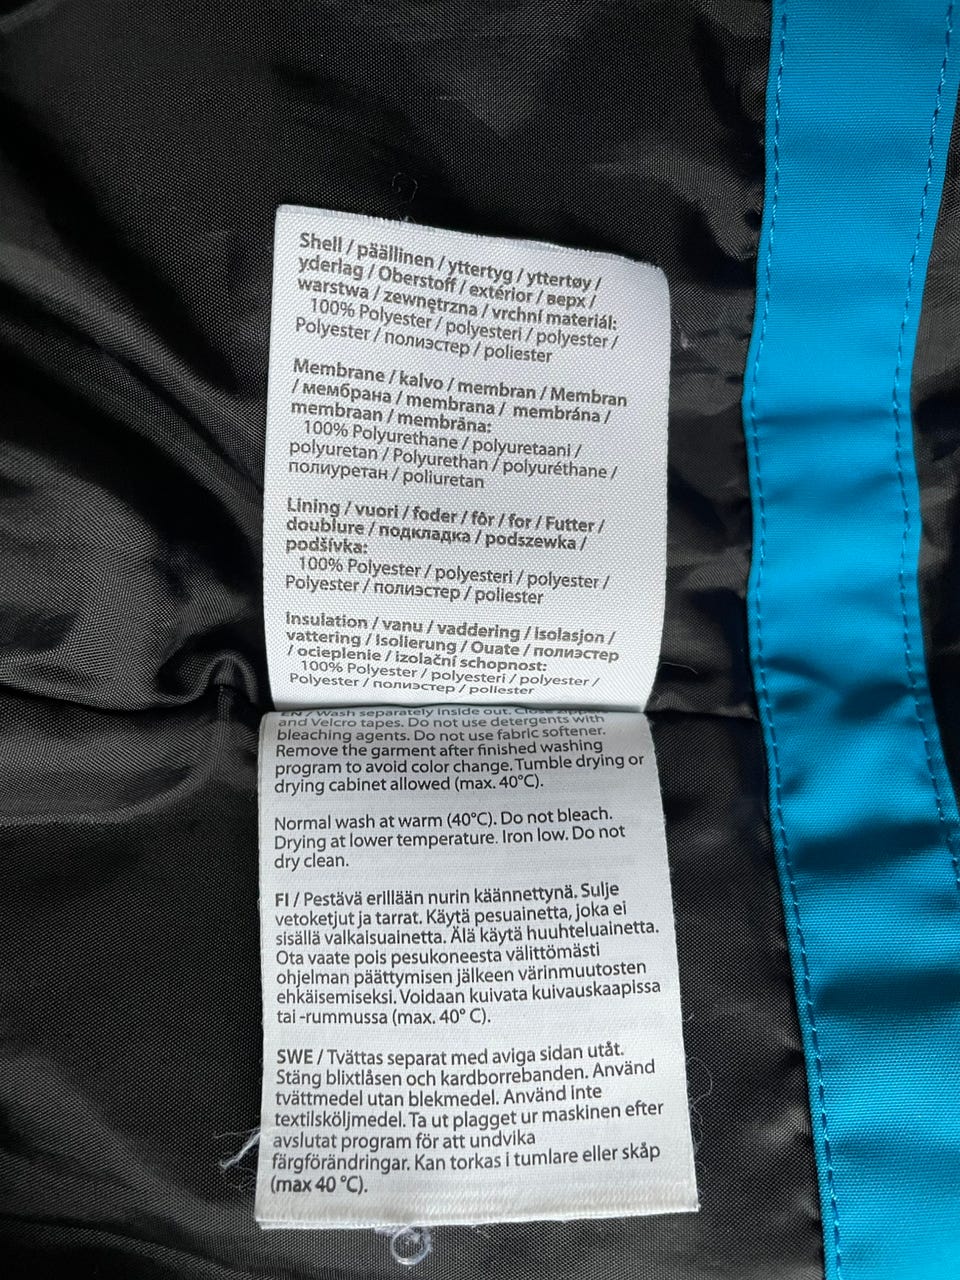 Shell / päällinen / yttertyg / yttertøy /
yderlag / Oberstoff / extérior / верх /
warstwa / zewnętrzna / vrchní materiál:
100% Polyester / polyesteri / polyester /
Polyester / полиэстер / poliester
Membrane / kalvo / membran / Membran
/ мембрана / membrana / membrána /
membraan / membrāna:
100% Polyurethane / polyuretaani /
polyuretan / Polyurethan / polyuréthane /
полиуретан / poliuretan
Lining / vuori / foder / fôr / for / Futter /
doublure / подкладка / podszewka /
podšívka:
100% Polyester / polyesteri / polyester /
Polyester / полиэстер / poliester
Insulation / vanu / vaddering / isolasjon /
vattering / Isolierung / Ouate / полиэстер
/ ocieplenie / izolační schopnost:
100% Polyester / polyesteri / polyester /
Polyester / полиэстер / poliester
EN / Wash separately inside out. Close
and Velcro tapes. Do not use detergents with
bleaching agents. Do not use fabric softener.
Remove the garment after finished washing
program to avoid color change. Tumble drying or
drying cabinet allowed (max. 40°C).
Normal wash at warm (40°C). Do not bleach.
Drying at lower temperature. Iron low. Do not
dry clean.
FI / Pestävä erillään nurin käännettynä. Sulje
vetoketjut ja tarrat. Käytä pesuainetta, joka ei
sisällä valkaisuainetta. Älä käytä huuhteluainetta.
Ota vaate pois pesukoneesta välittömästi
ohjelman päättymisen jälkeen värinmuutosten
ehkäisemiseksi. Voidaan kuivata kuivauskaapissa
tai -rummussa (max. 40° C).
SWE / Tvättas separat med aviga sidan utåt.
Stäng blixtlåsen och kardborrebanden. Använd
tvättmedel utan blekmedel. Använd inte
textilsköljmedel. Ta ut plagget ur maskinen efter
avslutat program för att undvika
färgförändringar. Kan torkas i tumlare eller skåp
(max 40 °C).